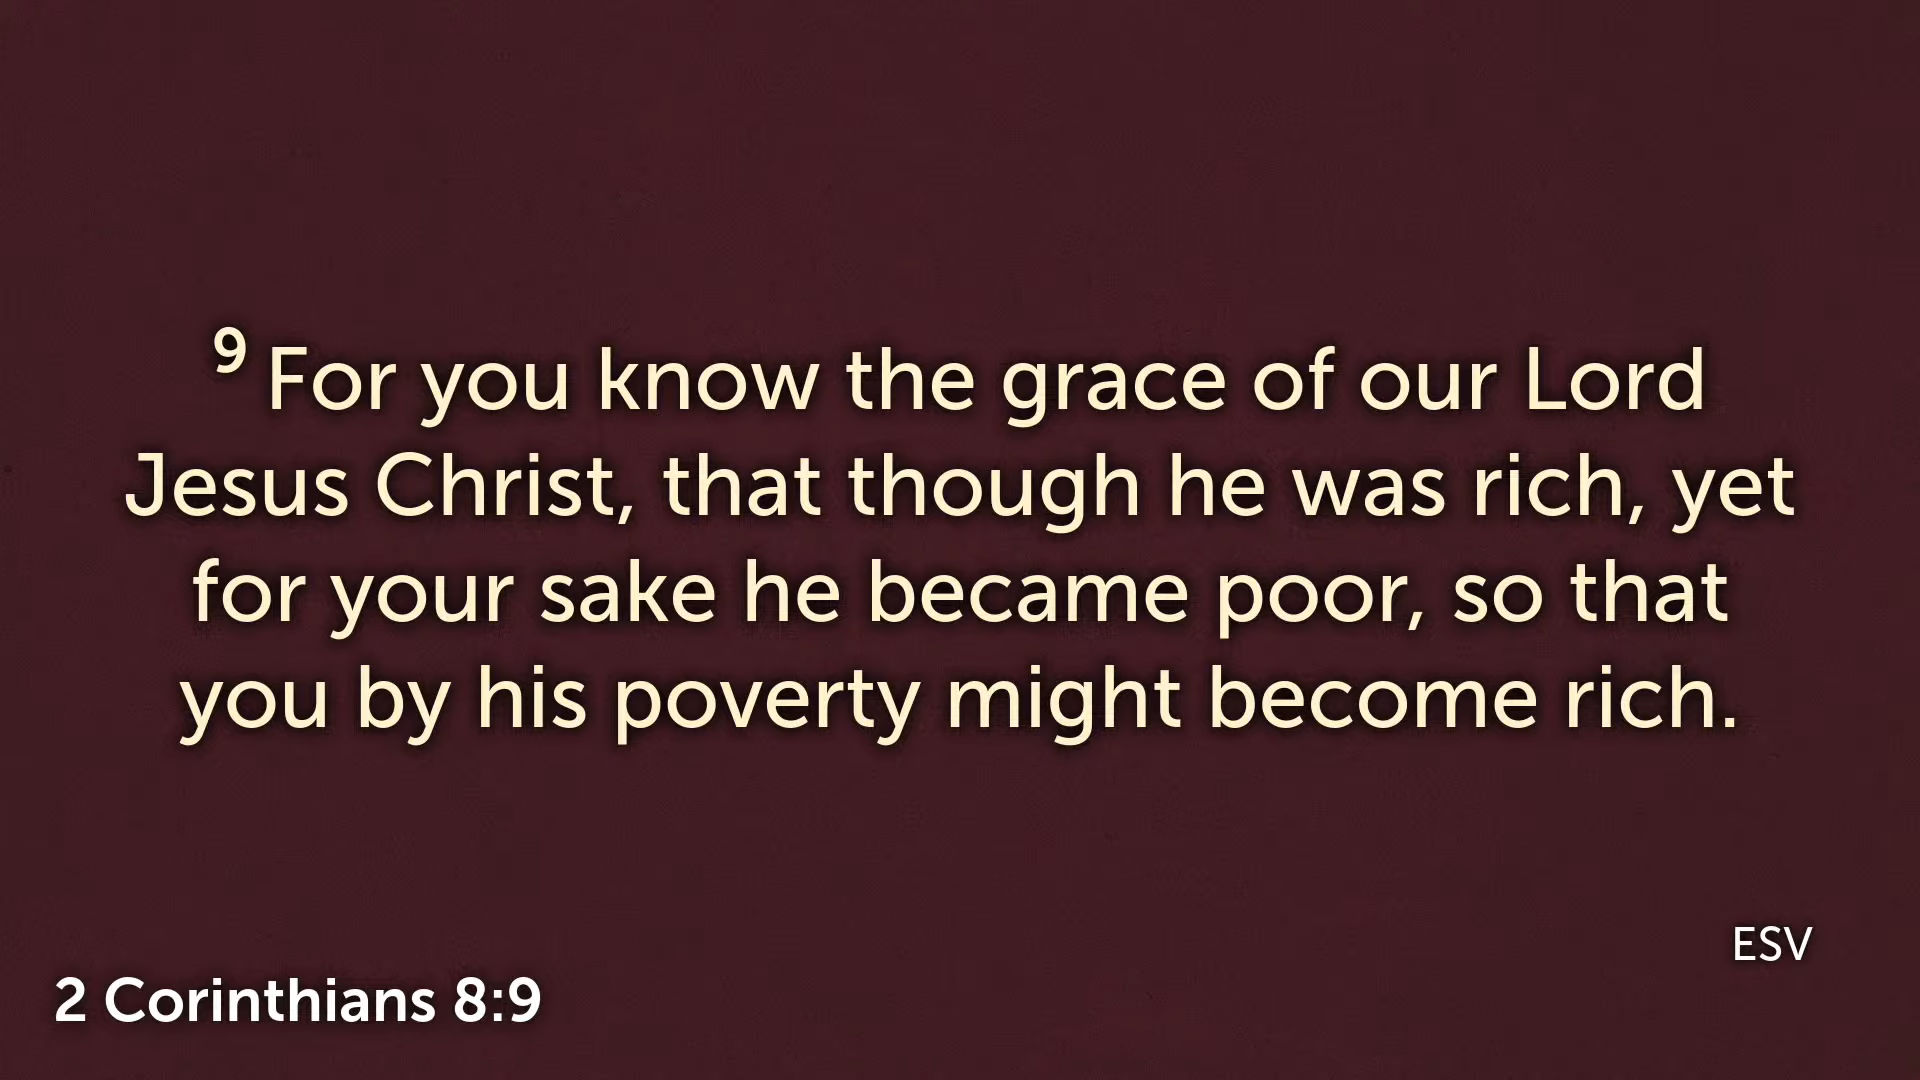 9 For you know the grace of our Lord
Jesus Christ, that though he was rich, yet
for your sake he became poor, so that
you by his poverty might become rich.
ESV
2 Corinthians 8:9